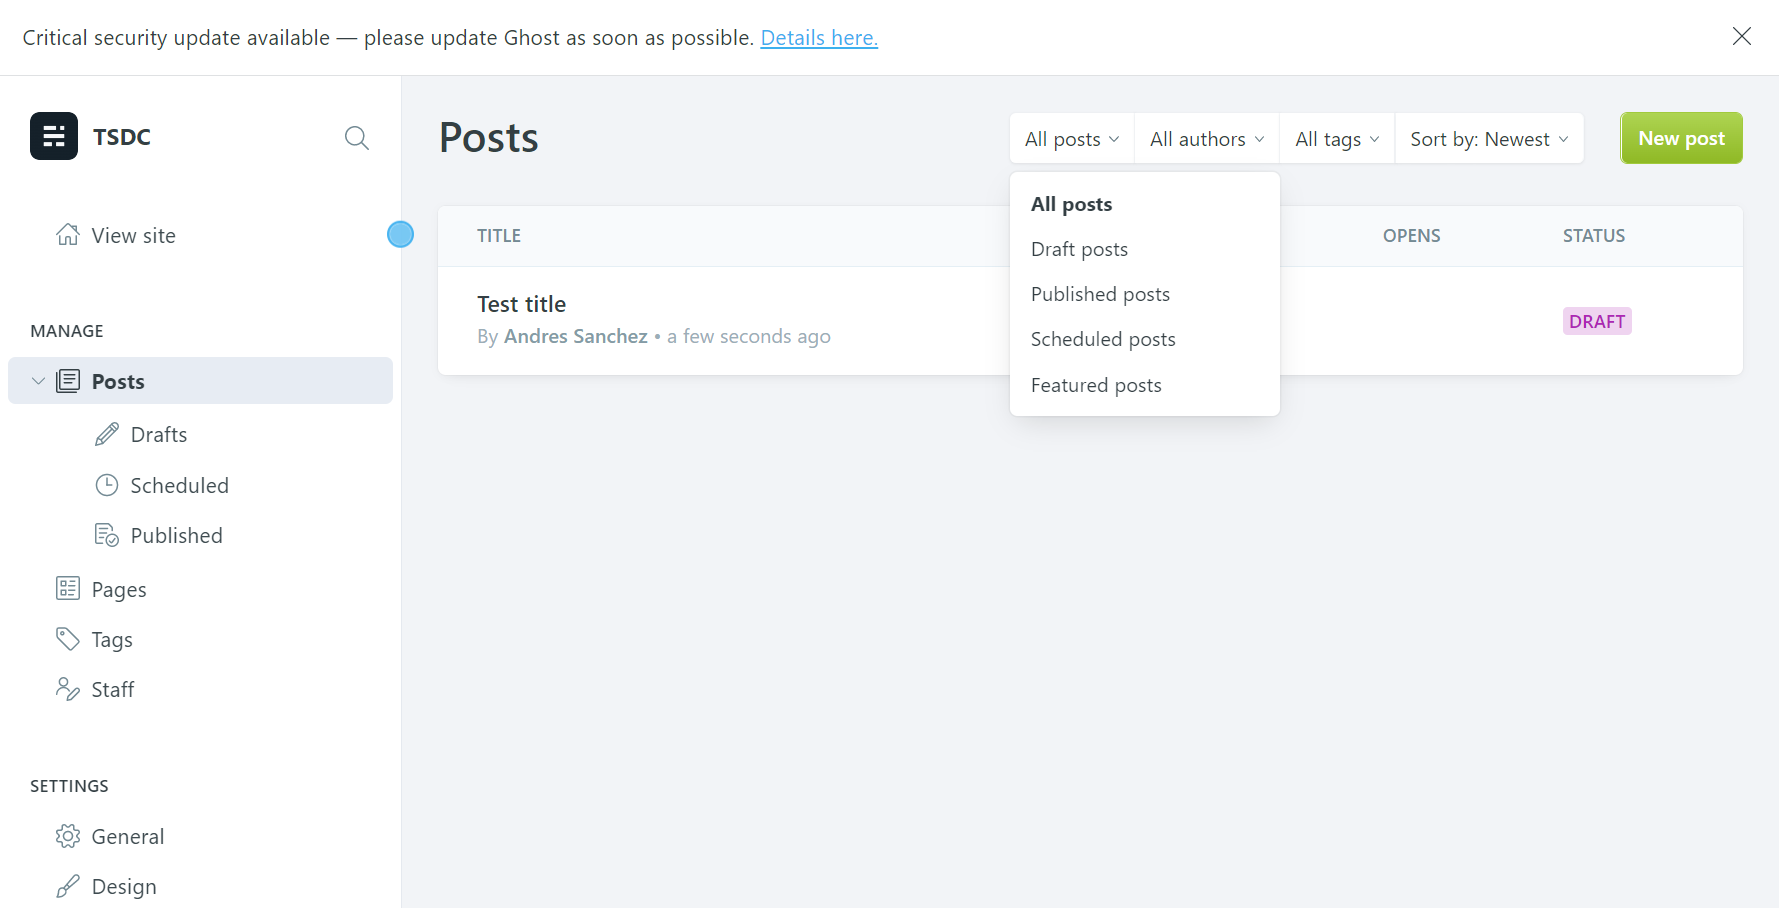 Critical security update available — please update Ghost as soon as possible. Details here.
TSDC
View site
MANAGE
Posts
Drafts
Scheduled
Published
Pages
Tags
Staff
SETTINGS
General
Design
Posts
All posts
All authors
All tags
Sort by: Newest
New post
All posts
Draft posts
Published posts
Scheduled posts
Featured posts
TITLE
OPENS
STATUS
Test title
By Andres Sanchez • a few seconds ago
DRAFT